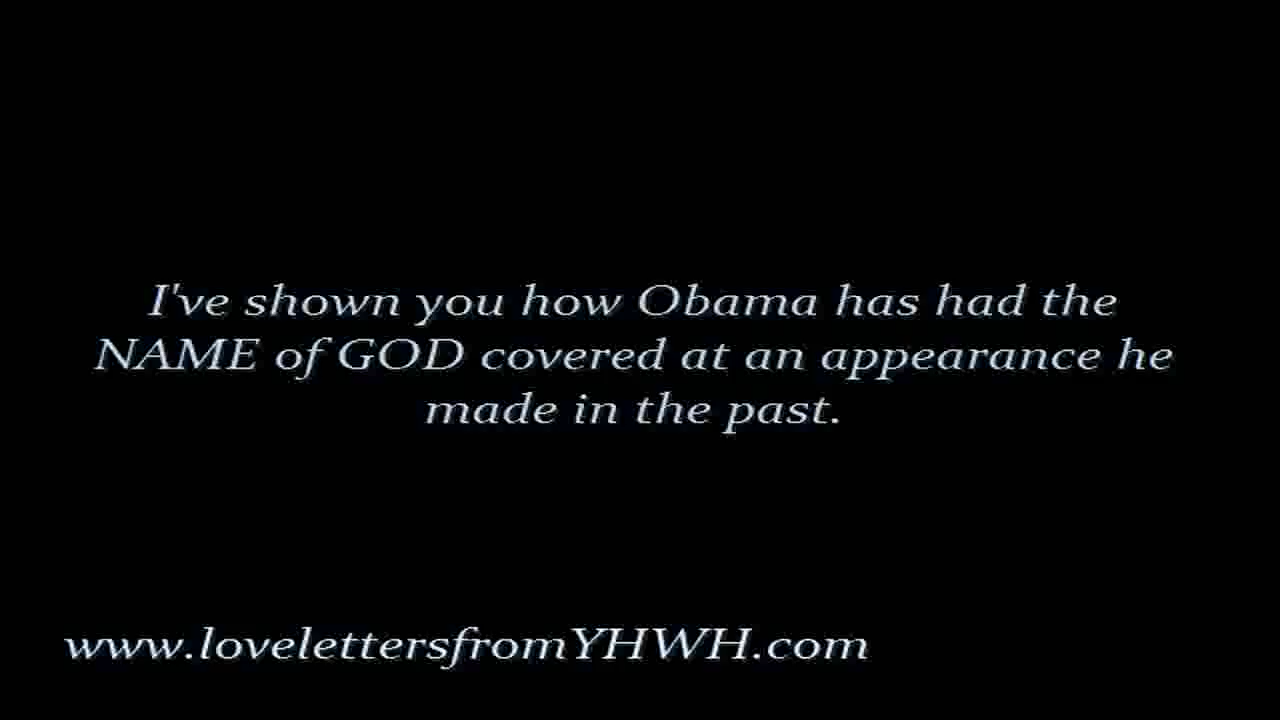 I've shown you how Obama has had the
NAME of GOD covered at an appearance he
made in the past.
www.lovelettersfromYHWH.com